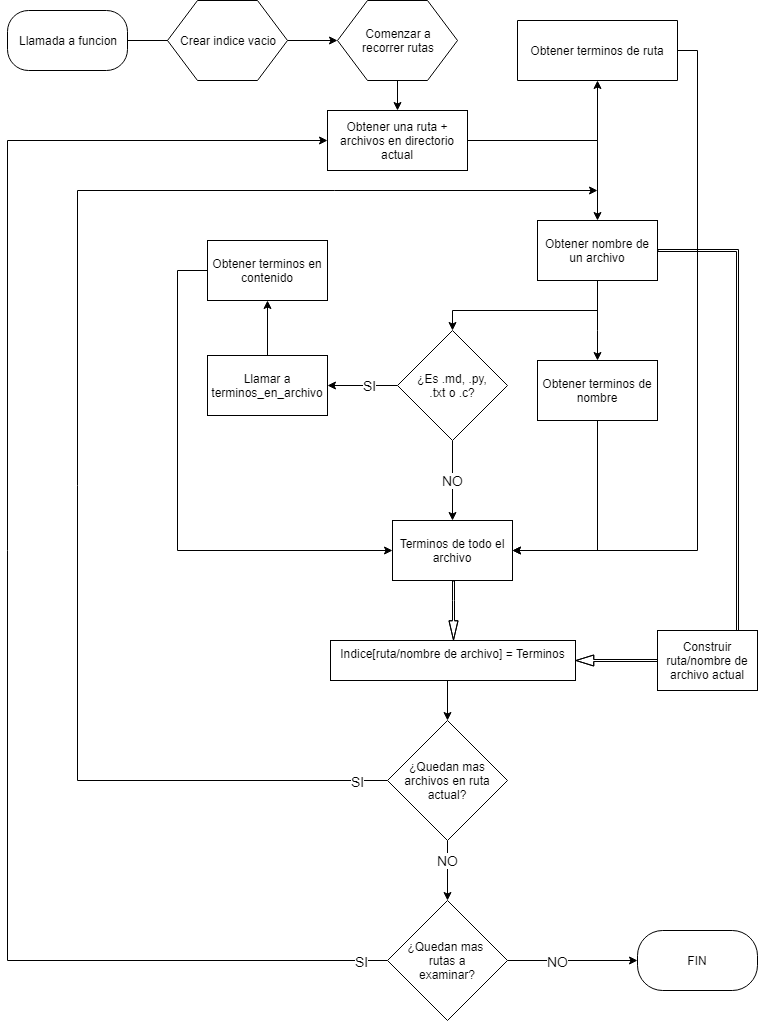 Llamada a funcion
Crear indice vacio
Comenzar a
recorrer rutas
Obtener terminos de ruta
Obtener una ruta +
archivos en directorio
actual
Obtener nombre de
un archivo
Obtener terminos en
contenido
Llamar a
terminos_en_archivo
SI
¿Es .md, .py,
.txt o .c?
Obtener terminos de
nombre
NO
Terminos de todo el
archivo
Indice[ruta/nombre de archivo] = Terminos
Construir
ruta/nombre de
archivo actual
¿Quedan mas
archivos en ruta
actual?
SI
NO
¿Quedan mas
rutas a
examinar?
SI
NO
FIN